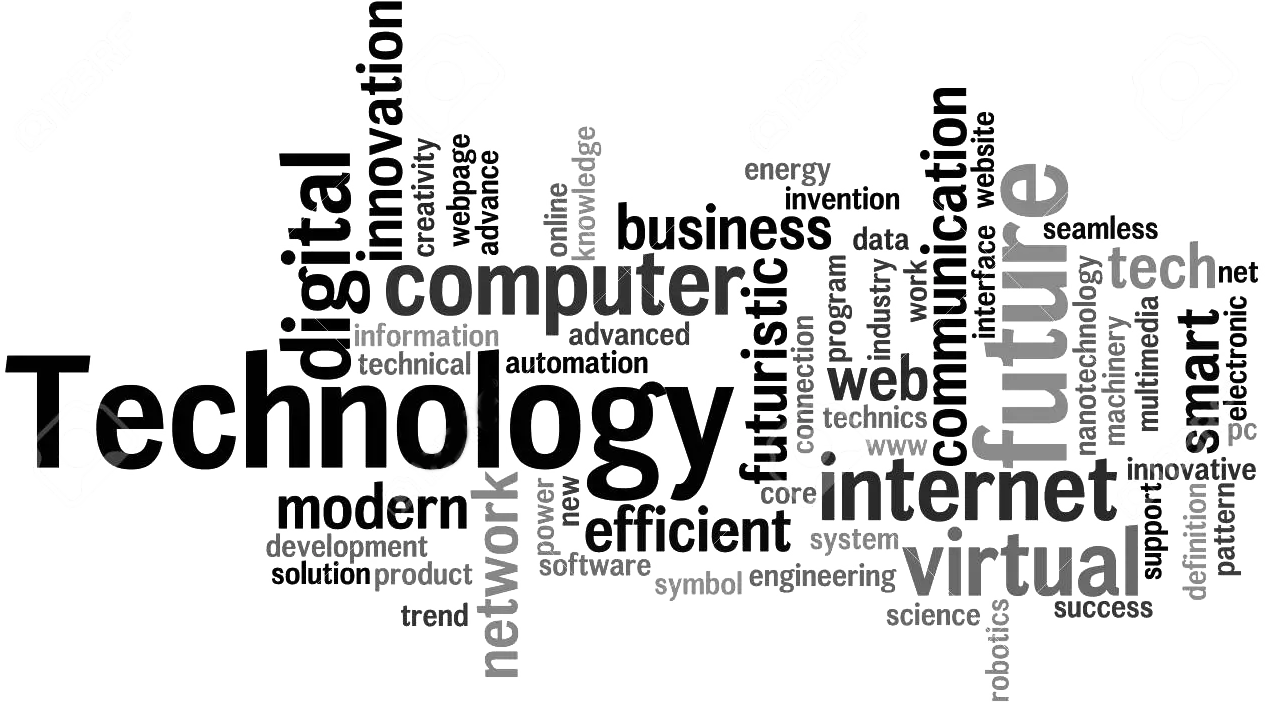 innovation
digital
creativity
webpage
advance
online
knowledge
energy
invention
business
data
communication
website
interface
future
seamless
tech
net
computer
information
advanced
technical
automation
futuristic
connection
program
industry
work
web
technics
www
nanotechnology
machinery
multimedia
smart
electronic
pc
Technology
modern
network
power
new
efficient
core
internet
innovative
development
solution
product
software
symbol
system
engineering
virtual
support
definition
pattern
trend
science
success
robotics